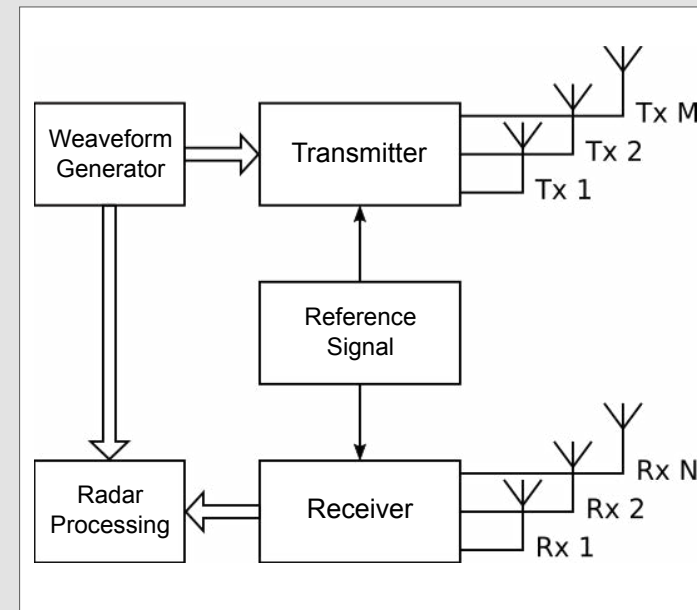 Weaveform
Generator
Transmitter
Tx M
Tx 2
Tx 1
Reference
Signal
Radar
Processing
Receiver
Rx N
Rx 2
Rx 1